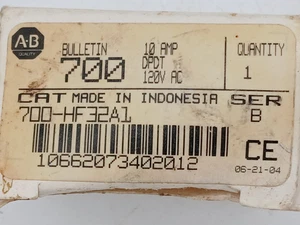 A-B
QUALITY
BULLETIN 700
10 AMP
DPDT
120V AC
QUANTITY
1
CAT MADE IN INDONESIA SER
700-HF32A1 B
10662073402012
CE
06-21-04